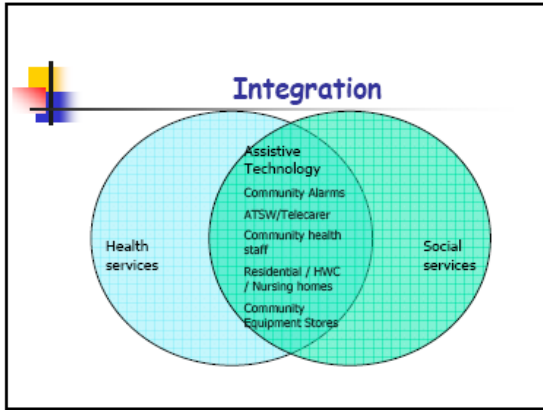 Integration
Assistive
Technology
Community Alarms
ATSW/Telecarer
Community health
staff
Residential / HWC
/ Nursing homes
Community
Equipment Stores
Health
services
Social
services